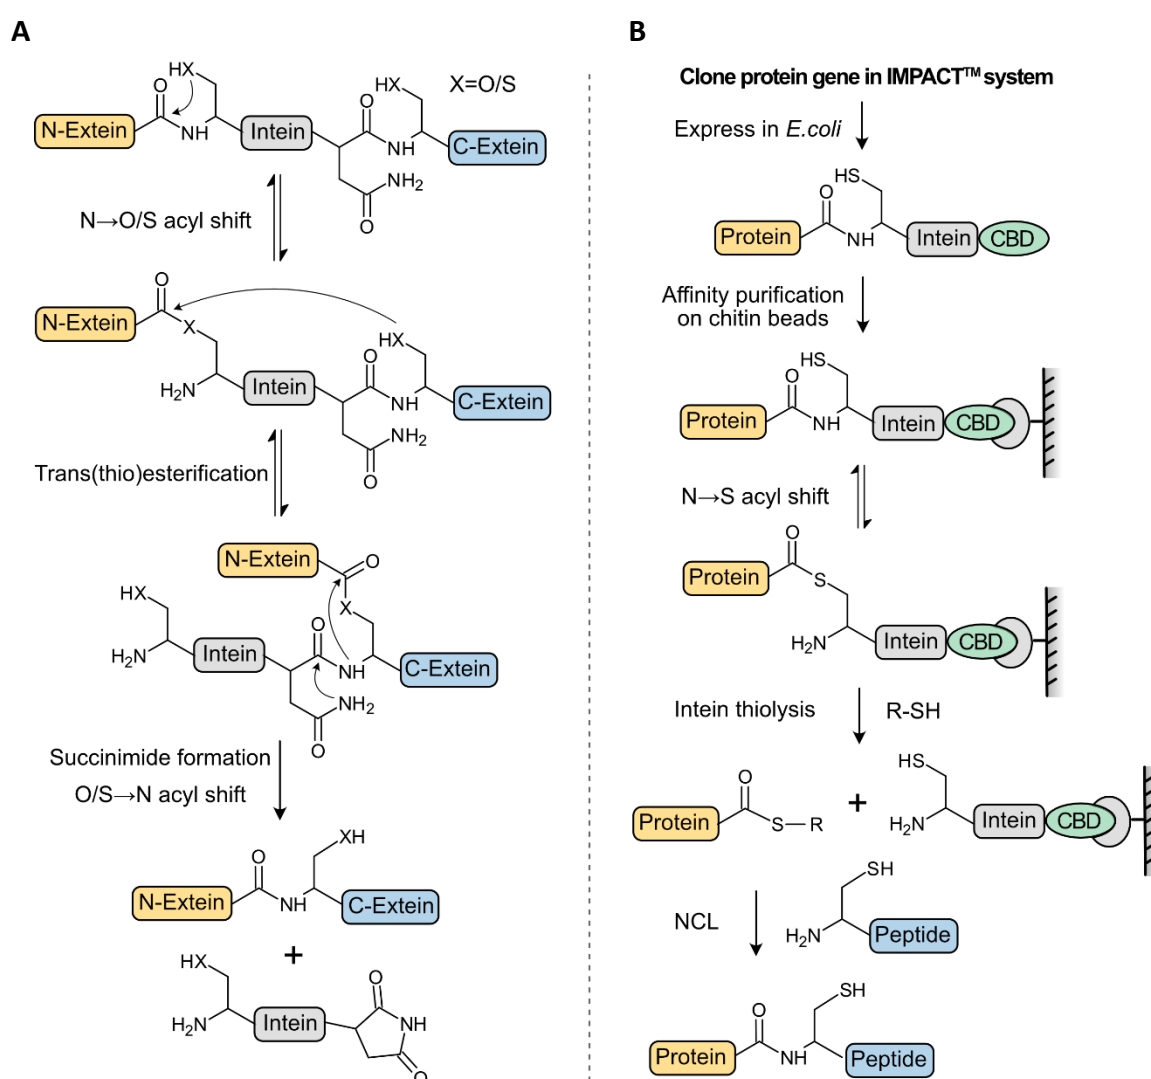 A
HX
O
HX
X=O/S
O
N-Extein
NH
Intein
NH
C-Extein
NH2
O
N→O/S acyl shift
O
N-Extein
X
HX
O
H2N
Intein
NH
C-Extein
NH2
O
Trans(thio)esterification
N-Extein
O
HX
X
O
H2N
Intein
NH
C-Extein
NH2
O
Succinimide formation
O/S→N acyl shift
XH
O
N-Extein
NH
C-Extein
+
HX
O
H2N
Intein
NH
O
B
Clone protein gene in IMPACT™ system
Express in E.coli
HS
O
Protein
NH
Intein
CBD
Affinity purification
on chitin beads
HS
O
Protein
NH
Intein
CBD
N→S acyl shift
O
Protein
S
H2N
Intein
CBD
Intein thiolysis
R-SH
HS
O
+
Protein
S–R
H2N
Intein
CBD
SH
NCL
H2N
Peptide
SH
O
Protein
NH
Peptide